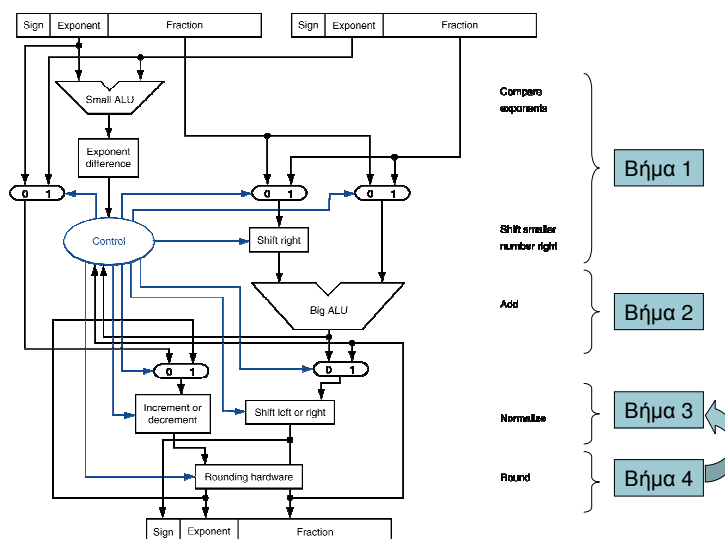 Sign Exponent Fraction
Sign Exponent Fraction
Small ALU
Compare
exponents
Exponent
difference
Βήμα 1
0 1
0 1
0 1
Control
Shift right
Shift smaller
number right
Big ALU
Add
Βήμα 2
0 1
0 1
Increment or
decrement
Shift left or right
Normalize
Βήμα 3
Rounding hardware
Round
Βήμα 4
Sign Exponent Fraction